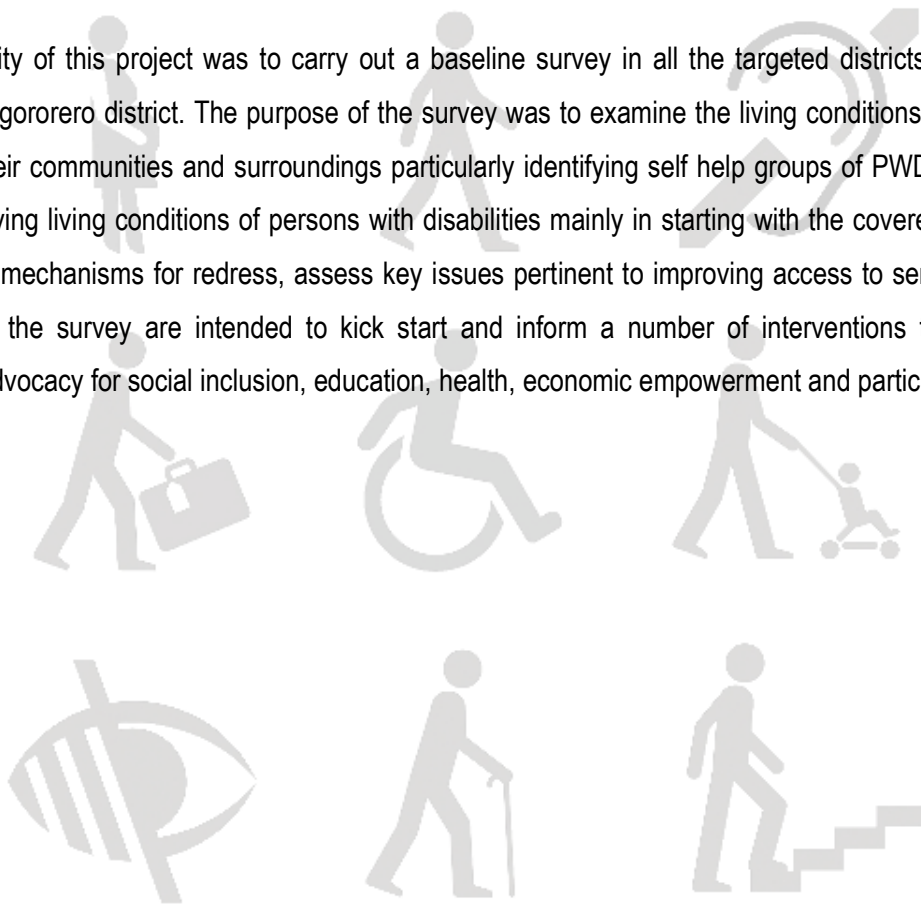 ity of this project was to carry out a baseline survey in all the targeted districts
gororero district. The purpose of the survey was to examine the living conditions
eir communities and surroundings particularly identifying self help groups of PWD
ving living conditions of persons with disabilities mainly in starting with the covere
mechanisms for redress, assess key issues pertinent to improving access to ser
the survey are intended to kick start and inform a number of interventions
dvocacy for social inclusion, education, health, economic empowerment and partic